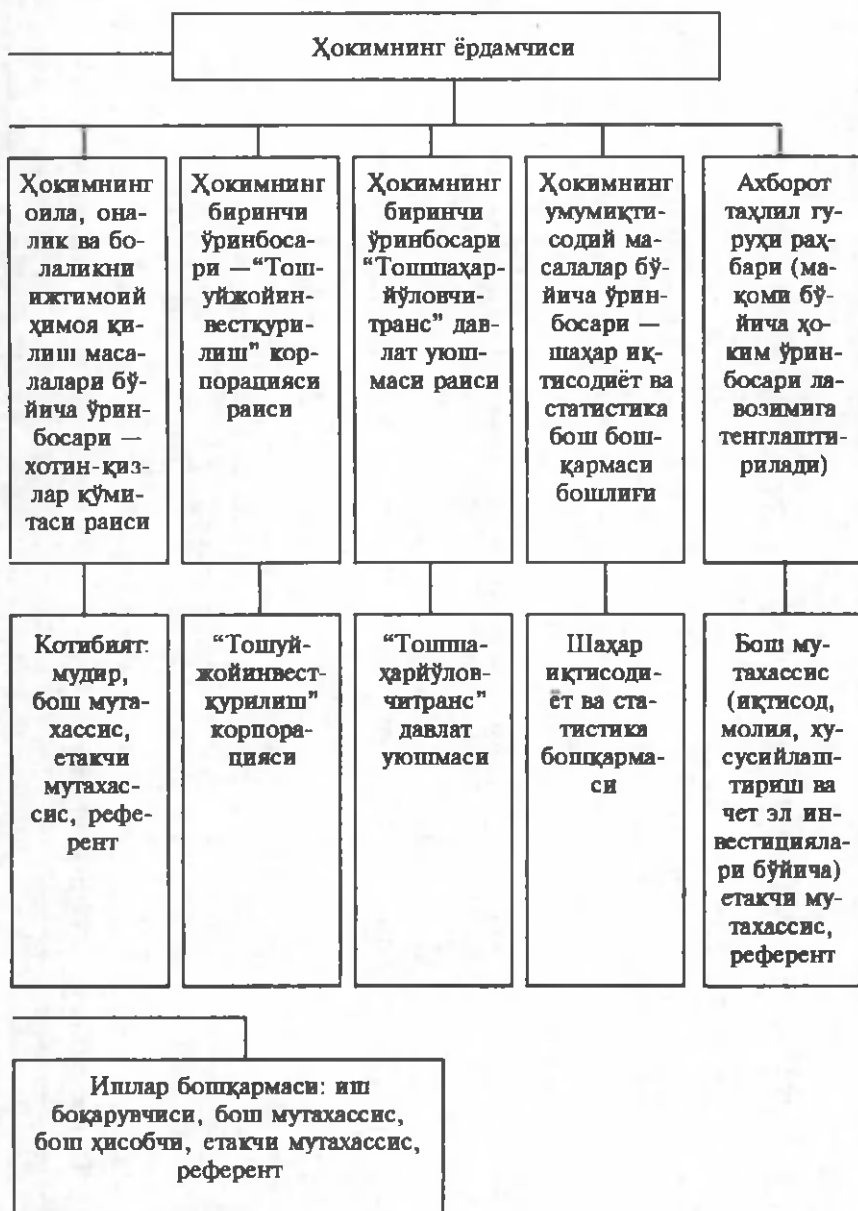 Ҳокимнинг ёрдамчиси
Ҳокимнинг
оила, она-
лик ва бо-
лаликни
ижтимоий
ҳимоя қи-
лиш маса-
лалари бў-
йича ўрин-
босари —
хотин-қиз-
лар қўми-
таси раиси
Ҳокимнинг
биринчи
ўринбоса-
ри —“Тош-
уйжойин-
вестқури-
лиш” кор-
порацияси
раиси
Ҳокимнинг
биринчи
ўринбосари
“Тошшаҳар-
йўловчи-
транс” дав-
лат уюш-
маси раиси
Ҳокимнинг
умумиқти-
содий ма-
салалар бў-
йича ўрин-
босари —
шаҳар иқ-
тисодиёт ва
статистика
бош бош-
қармаси
бошлиғи
Ахборот
таҳлил гу-
руҳи раҳ-
бари (ма-
қоми бў-
йича ҳо-
ким ўрин-
босари ла-
возимига
тенглашти-
рилади)
Котибият:
мудир,
бош мута-
хассис,
етакчи
мутахас-
сис, рефе-
рент
“Тошуй-
жойинвест-
қурилиш”
корпора-
цияси
“Тошша-
ҳарйўлов-
читранс”
давлат
уюшмаси
Шаҳар
иқтисоди-
ёт ва ста-
тистика
бошқарма-
си
Бош му-
тахассис
(иқтисод,
молия, ху-
сусийлаш-
тириш ва
чет эл ин-
вестицияла-
ри бўйича)
етакчи му-
тахассис,
референт
Ишлар бошқармаси: иш
боқарувчиси, бош мутахассис,
бош ҳисобчи, етакчи мутахассис,
референт